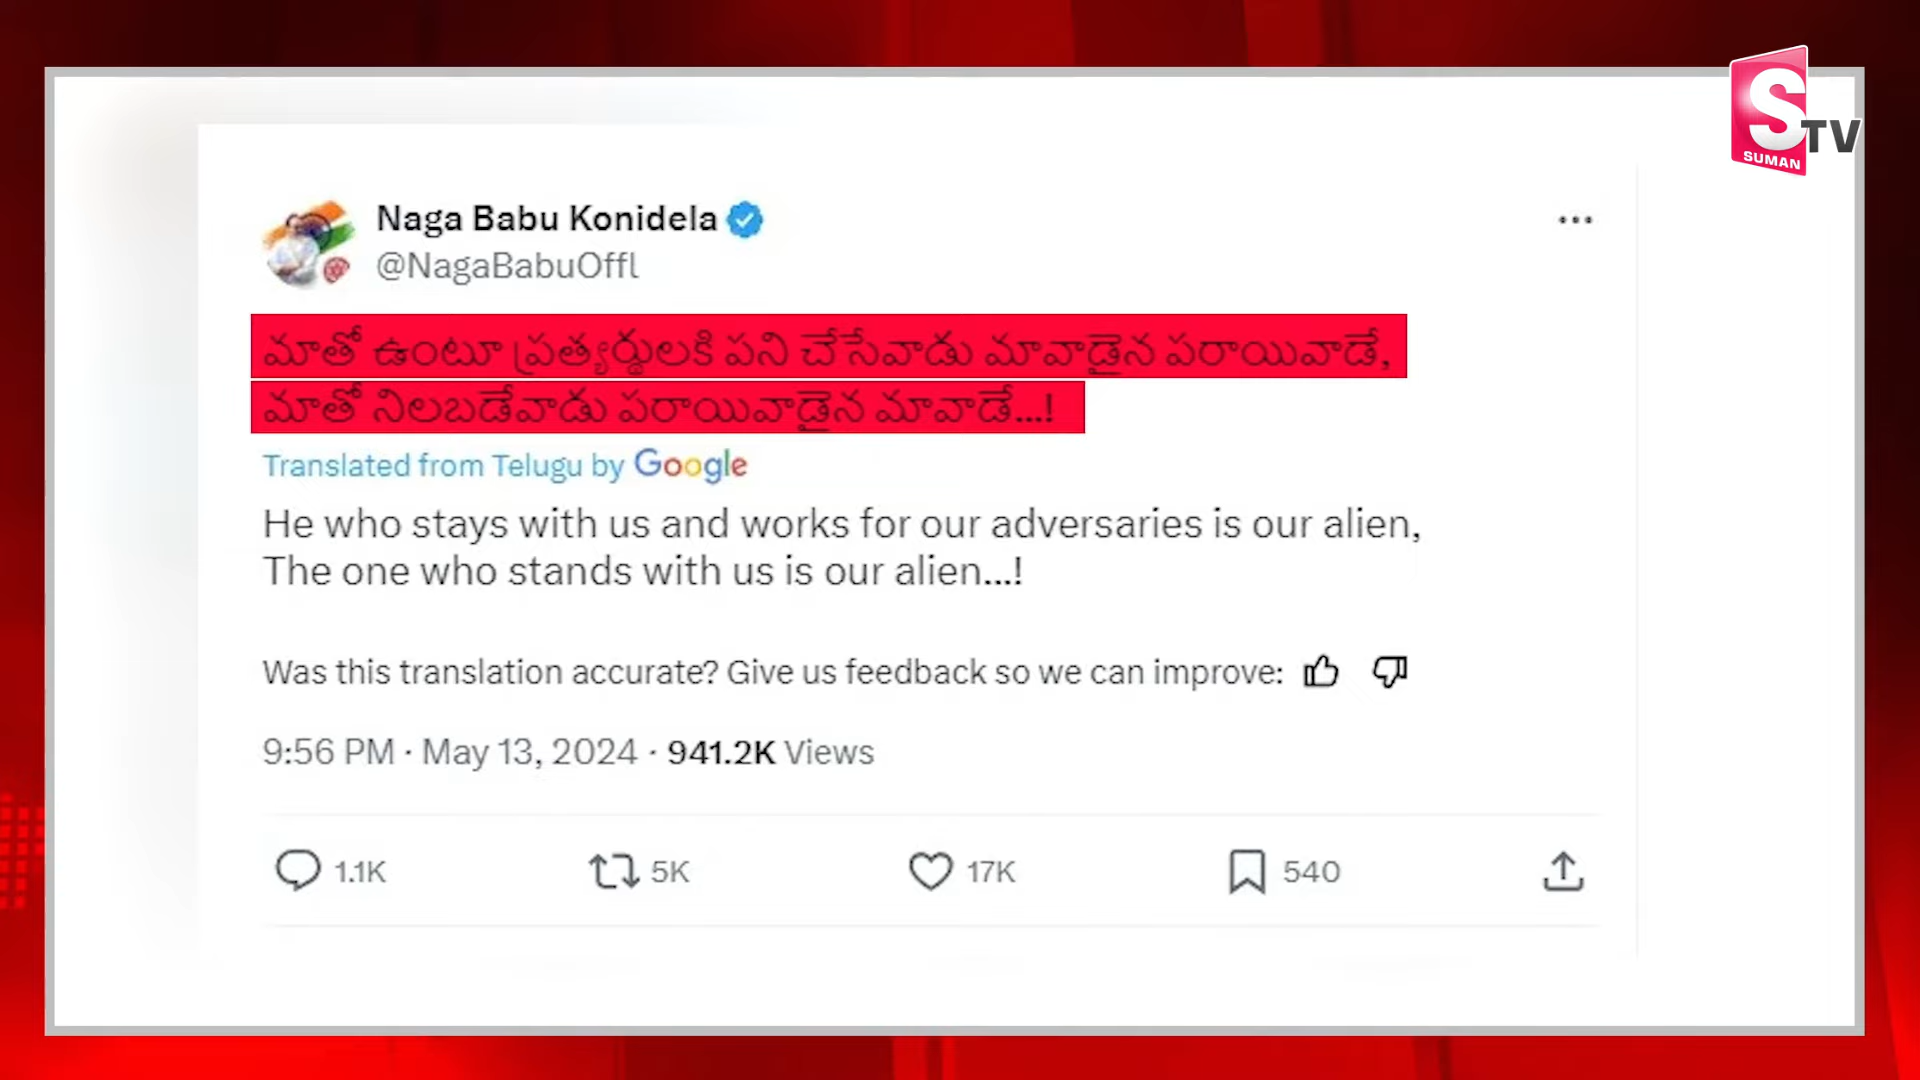 S TV
SUMAN
Naga Babu Konidela
@NagaBabuOffl
మాతో ఉంటూ ప్రత్యర్థులకి పని చేసేవాడు మావాడైన పరాయివాడే,
మాతో నిలబడేవాడు పరాయివాడైన మావాడే...!
Translated from Telugu by Google
He who stays with us and works for our adversaries is our alien,
The one who stands with us is our alien...!
Was this translation accurate? Give us feedback so we can improve:
9:56 PM · May 13, 2024 · 941.2K Views
1.1K 5K 17K 540